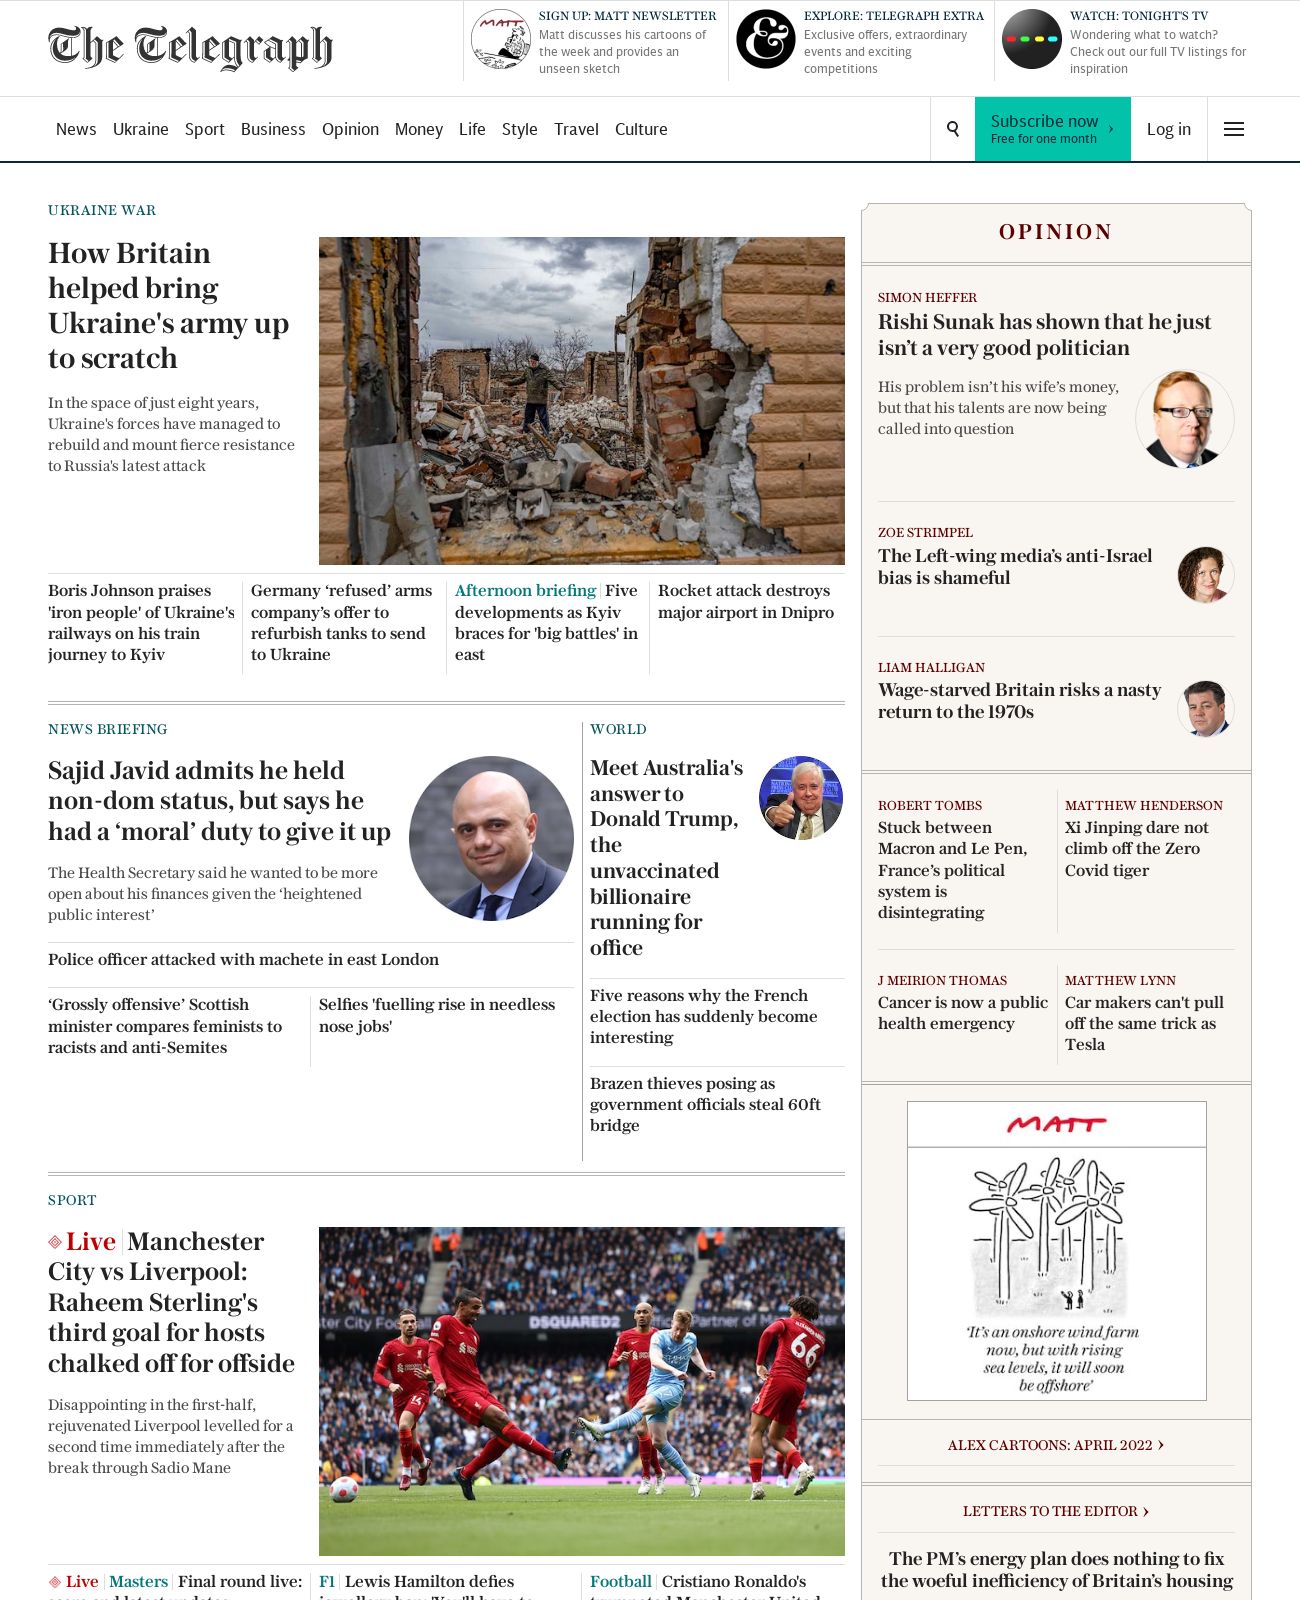 The Telegraph
SIGN UP: MATT NEWSLETTER
Matt discusses his cartoons of
the week and provides an
unseen sketch
EXPLORE: TELEGRAPH EXTRA
Exclusive offers, extraordinary
events and exciting
competitions
WATCH: TONIGHT'S TV
Wondering what to watch?
Check out our full TV listings for
inspiration
News Ukraine Sport Business Opinion Money Life Style Travel Culture
Subscribe now ›
Free for one month
Log in
UKRAINE WAR
How Britain
helped bring
Ukraine's army up
to scratch
In the space of just eight years,
Ukraine's forces have managed to
rebuild and mount fierce resistance
to Russia's latest attack
Boris Johnson praises
'iron people' of Ukraine's
railways on his train
journey to Kyiv
Germany ‘refused’ arms
company’s offer to
refurbish tanks to send
to Ukraine
Afternoon briefing Five
developments as Kyiv
braces for 'big battles' in
east
Rocket attack destroys
major airport in Dnipro
NEWS BRIEFING
Sajid Javid admits he held
non-dom status, but says he
had a ‘moral’ duty to give it up
The Health Secretary said he wanted to be more
open about his finances given the ‘heightened
public interest’
Police officer attacked with machete in east London
‘Grossly offensive’ Scottish
minister compares feminists to
racists and anti-Semites
Selfies 'fuelling rise in needless
nose jobs'
WORLD
Meet Australia's
answer to
Donald Trump,
the
unvaccinated
billionaire
running for
office
Five reasons why the French
election has suddenly become
interesting
Brazen thieves posing as
government officials steal 60ft
bridge
SPORT
Live Manchester
City vs Liverpool:
Raheem Sterling's
third goal for hosts
chalked off for offside
Disappointing in the first-half,
rejuvenated Liverpool levelled for a
second time immediately after the
break through Sadio Mane
ter City Footbal
DSQUARED2
Partner of M
66
14
Live Masters Final round live:
F1 Lewis Hamilton defies
Football Cristiano Ronaldo's
OPINION
SIMON HEFFER
Rishi Sunak has shown that he just
isn’t a very good politician
His problem isn’t his wife’s money,
but that his talents are now being
called into question
ZOE STRIMPEL
The Left-wing media’s anti-Israel
bias is shameful
LIAM HALLIGAN
Wage-starved Britain risks a nasty
return to the 1970s
ROBERT TOMBS
Stuck between
Macron and Le Pen,
France’s political
system is
disintegrating
MATTHEW HENDERSON
Xi Jinping dare not
climb off the Zero
Covid tiger
J MEIRION THOMAS
Cancer is now a public
health emergency
MATTHEW LYNN
Car makers can't pull
off the same trick as
Tesla
MATT
‘It’s an onshore wind farm
now, but with rising
sea levels, it will soon
be offshore’
ALEX CARTOONS: APRIL 2022 ›
LETTERS TO THE EDITOR ›
The PM’s energy plan does nothing to fix
the woeful inefficiency of Britain’s housing